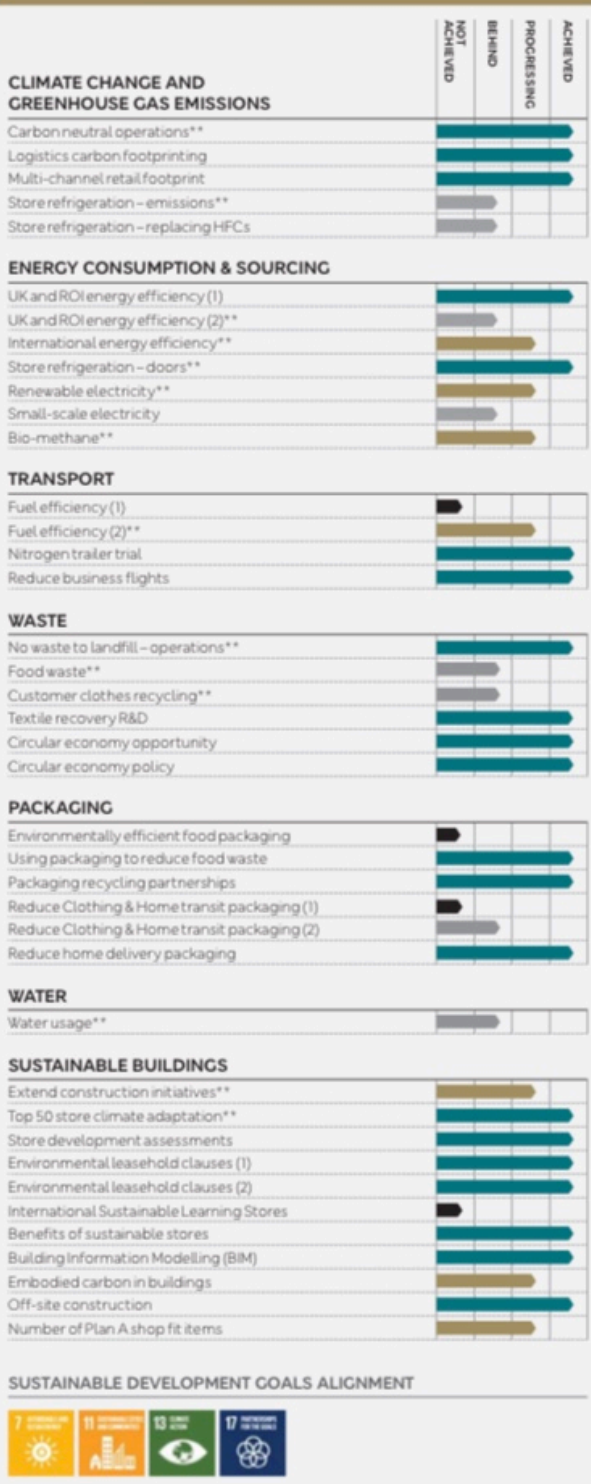 NOT
ACHIEVED
BEHIND
PROGRESSING
ACHIEVED
CLIMATE CHANGE AND
GREENHOUSE GAS EMISSIONS
Carbon neutral operations**
Logistics carbon footprinting
Multi-channel retail footprint
Store refrigeration – emissions**
Store refrigeration – replacing HFCs
ENERGY CONSUMPTION & SOURCING
UK and ROI energy efficiency (1)
UK and ROI energy efficiency (2)**
International energy efficiency**
Store refrigeration – doors**
Renewable electricity**
Small-scale electricity
Bio-methane**
TRANSPORT
Fuel efficiency (1)
Fuel efficiency (2)**
Nitrogen trailer trial
Reduce business flights
WASTE
No waste to landfill – operations**
Food waste**
Customer clothes recycling**
Textile recovery R&D
Circular economy opportunity
Circular economy policy
PACKAGING
Environmentally efficient food packaging
Using packaging to reduce food waste
Packaging recycling partnerships
Reduce Clothing & Home transit packaging (1)
Reduce Clothing & Home transit packaging (2)
Reduce home delivery packaging
WATER
Water usage**
SUSTAINABLE BUILDINGS
Extend construction initiatives**
Top 50 store climate adaptation**
Store development assessments
Environmental leasehold clauses (1)
Environmental leasehold clauses (2)
International Sustainable Learning Stores
Benefits of sustainable stores
Building Information Modelling (BIM)
Embodied carbon in buildings
Off-site construction
Number of Plan A shop fit items
SUSTAINABLE DEVELOPMENT GOALS ALIGNMENT
7
11
13 CLIMATE
ACTION
17 PARTNERSHIPS
FOR THE GOALS